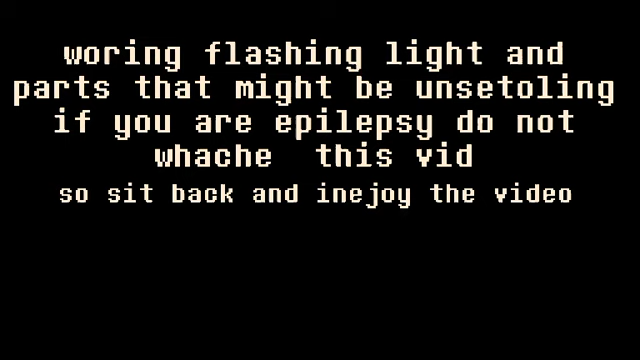 woring flashing light and
parts that might be unsetoling
if you are epilepsy do not
whache this vid
so sit back and inejoy the video